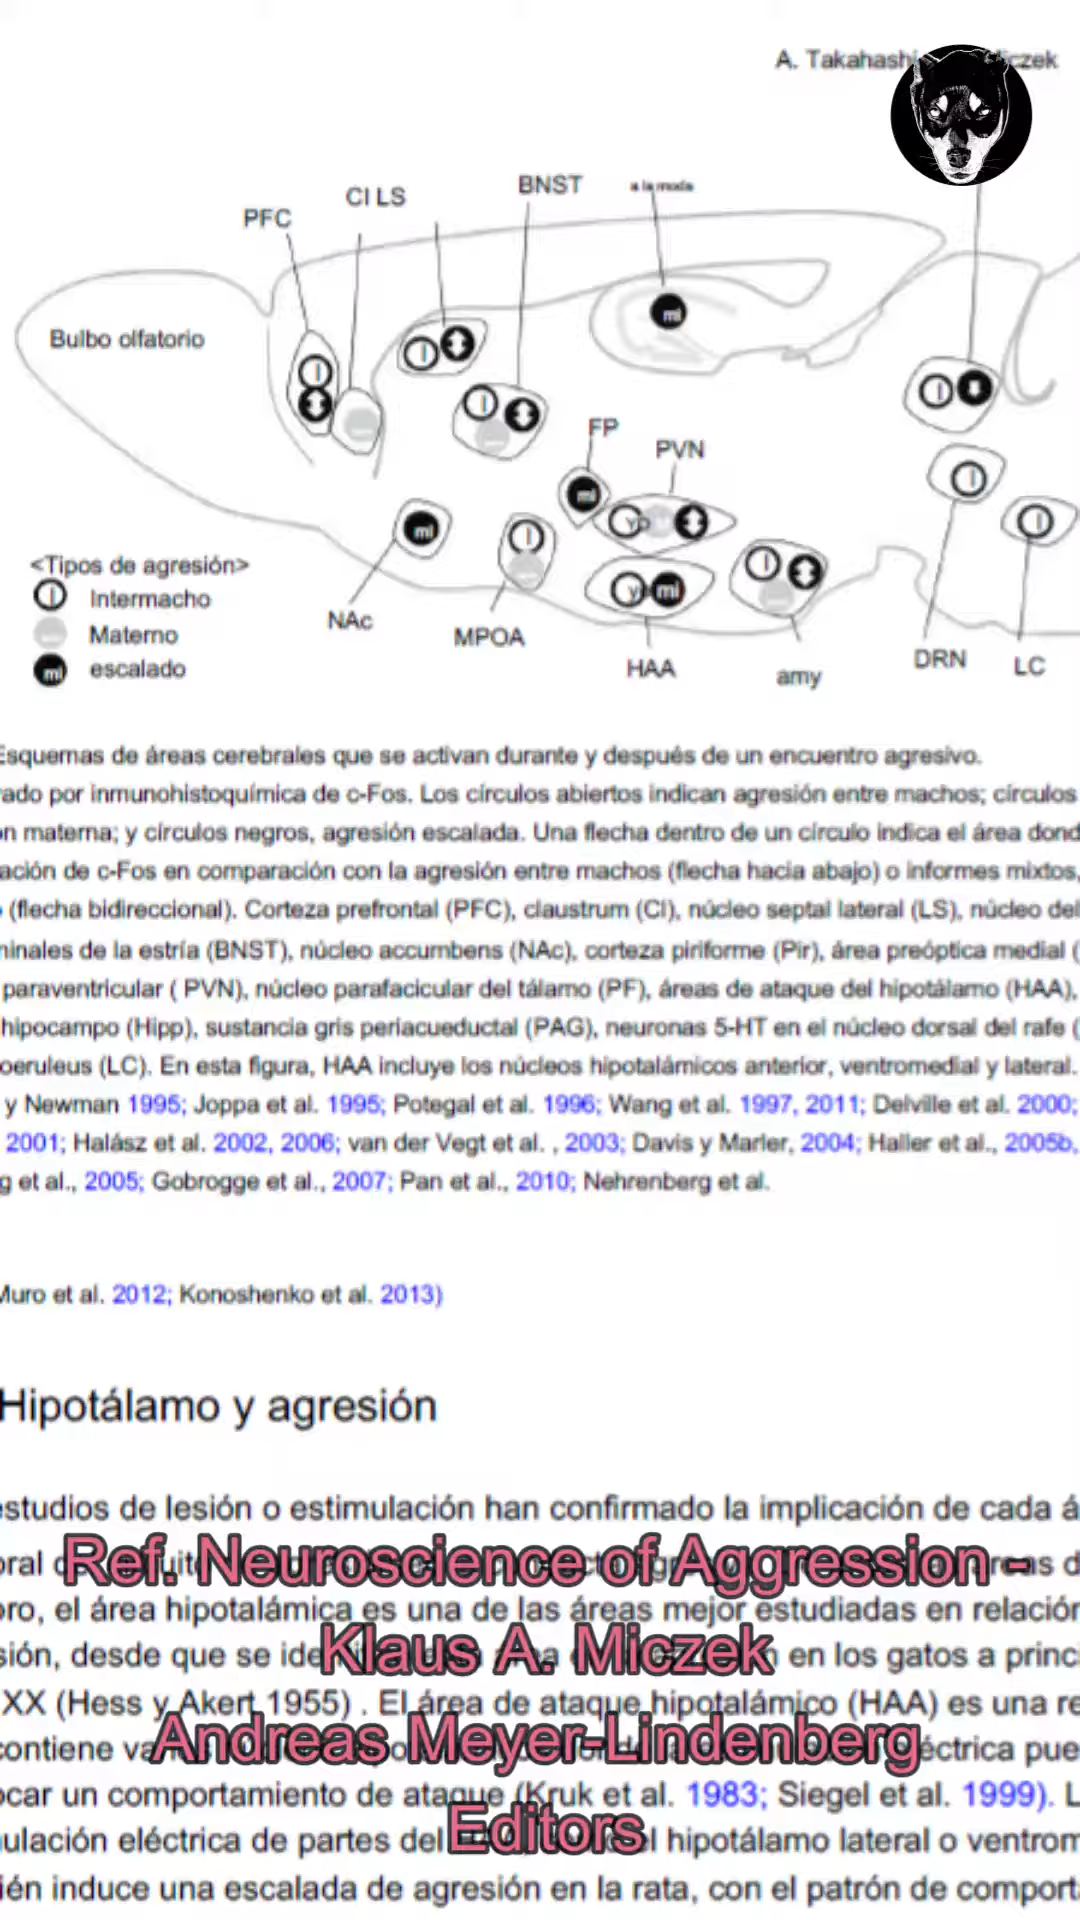 A. Takahashi
iczek
BNST
a la moda
CI LS
PFC
Bulbo olfatorio
FP
PVN
<Tipos de agresión>
Intermacho
Materno
escalado
NAc
MPOA
HAA
amy
DRN
LC
Esquemas de áreas cerebrales que se activan durante y después de un encuentro agresivo.
rado por inmunohistoquímica de c-Fos. Los círculos abiertos indican agresión entre machos; círculos
ón materna; y círculos negros, agresión escalada. Una flecha dentro de un círculo indica el área dond
ación de c-Fos en comparación con la agresión entre machos (flecha hacia abajo) o informes mixtos,
(flecha bidireccional). Corteza prefrontal (PFC), claustrum (CI), núcleo septal lateral (LS), núcleo del
minales de la estría (BNST), núcleo accumbens (NAc), corteza piriforme (Pir), área preóptica medial (
paraventricular ( PVN), núcleo parafacicular del tálamo (PF), áreas de ataque del hipotálamo (HAA),
hipocampo (Hipp), sustancia gris periacueductal (PAG), neuronas 5-HT en el núcleo dorsal del rafe (
oeruleus (LC). En esta figura, HAA incluye los núcleos hipotalámicos anterior, ventromedial y lateral.
y Newman 1995; Joppa et al. 1995; Potegal et al. 1996; Wang et al. 1997, 2011; Delville et al. 2000;
2001; Halász et al. 2002, 2006; van der Vegt et al. , 2003; Davis y Marler, 2004; Haller et al., 2005b,
g et al., 2005; Gobrogge et al., 2007; Pan et al., 2010; Nehrenberg et al.
Muro et al. 2012; Konoshenko et al. 2013)
Hipotálamo y agresión
estudios de lesión o estimulación han confirmado la implicación de cada á
Ref. Neuroscience of Aggression -
oro, el área hipotalámica es una de las áreas mejor estudiadas en relación
Klaus A. Miczek
sión, desde que se en los gatos a princ
XX (Hess y Akert 1955) . El área de ataque hipotalámico (HAA) es una re
Andreas Meyer-Lindenberg
contiene éctrica pue
ocar un comportamiento de ataque (Kruk et al. 1983; Siegel et al. 1999). L
Editors
ulación eléctrica de partes del l hipotálamo lateral o ventrom
ién induce una escalada de agresión en la rata, con el patrón de comport